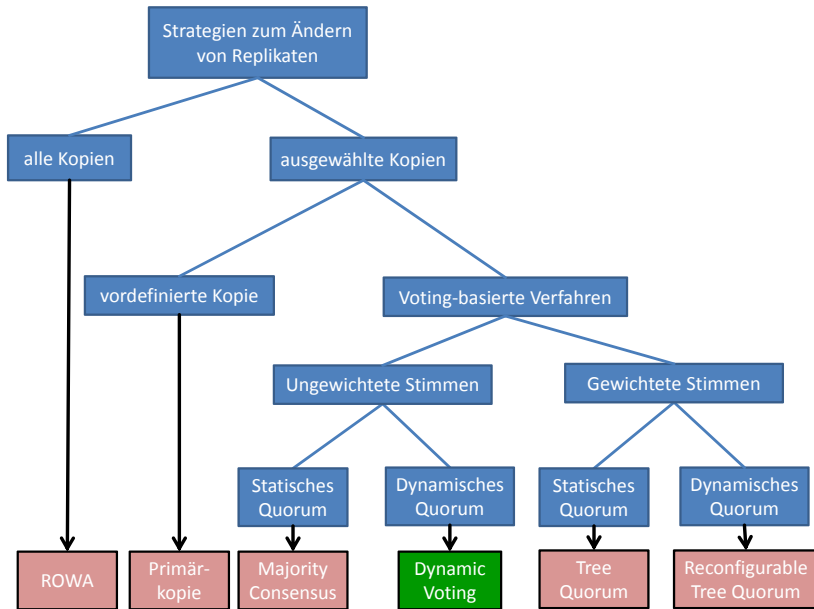 Strategien zum Ändern
von Replikaten
alle Kopien
ausgewählte Kopien
vordefinierte Kopie
Voting-basierte Verfahren
Ungewichtete Stimmen
Gewichtete Stimmen
Statisches
Quorum
Dynamisches
Quorum
Statisches
Quorum
Dynamisches
Quorum
ROWA
Primär-
kopie
Majority
Consensus
Dynamic
Voting
Tree
Quorum
Reconfigurable
Tree Quorum